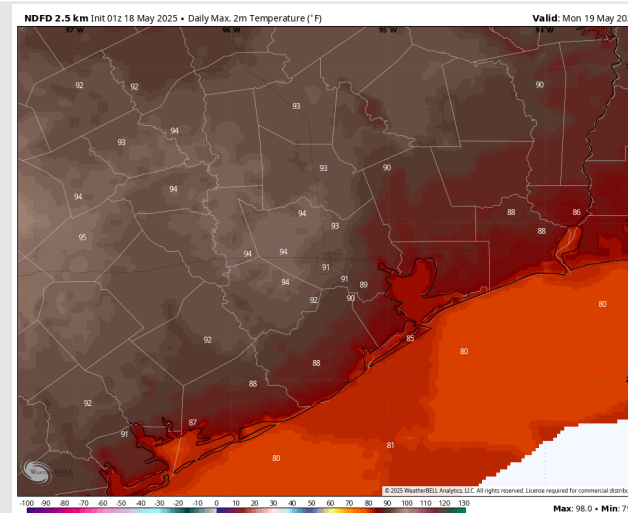 NDFD 2.5 km Init 01z 18 May 2025 • Daily Max. 2m Temperature (°F)
Valid: Mon 19 May
97°W 96°W 95°W 94°W
92 92 90
93
94
93
93 90
94 94
94 88 86
93 88
95
94 94
91
94 91 89
92 90
80
85
92
80
88
88
92
87
91
81
80
WeatherBELL
© 2025 WeatherBELL Analytics, LLC. All rights reserved. License required for commercial
-100 -90 -80 -70 -60 -50 -40 -30 -20 -10 0 10 20 30 40 50 60 70 80 90 100 110 120 130
Max: 98.0 • Min: